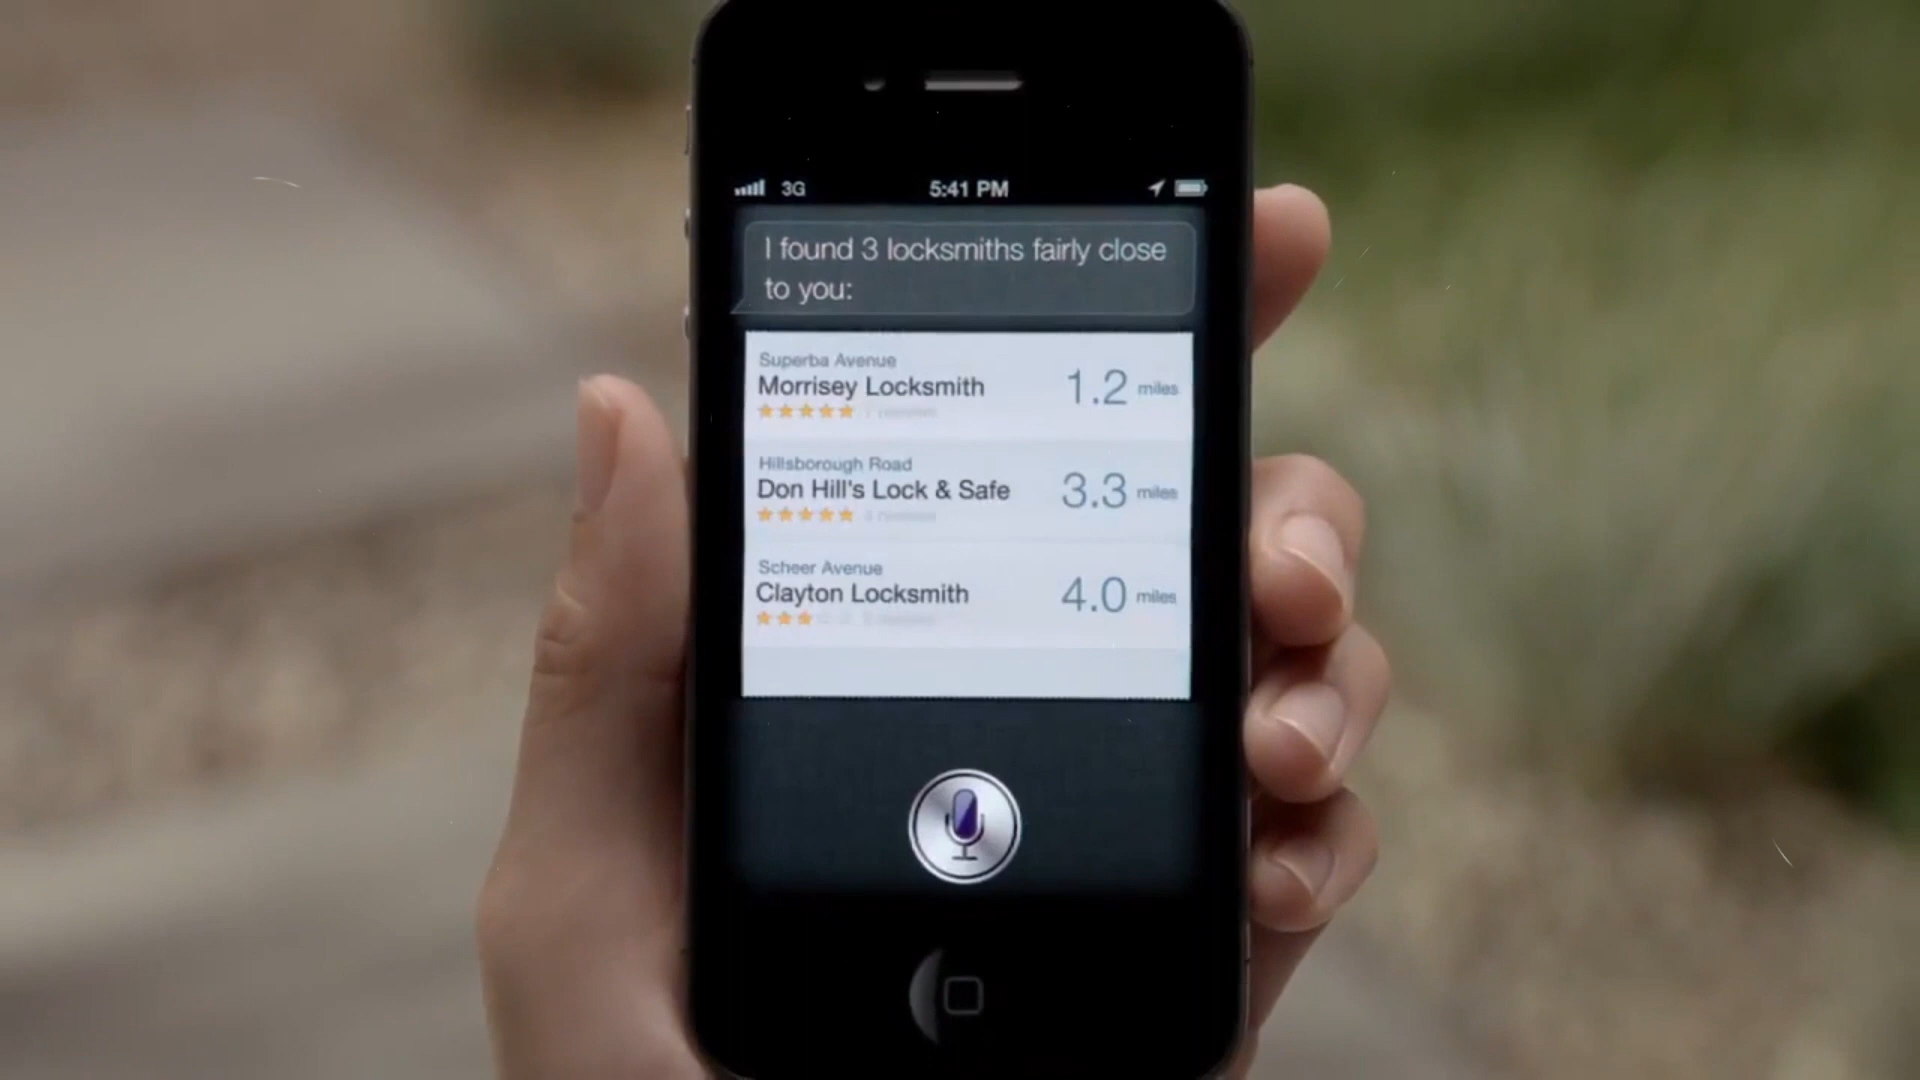 3G 5:41 PM
I found 3 locksmiths fairly close
to you:
Superba Avenue
Morrisey Locksmith
1.2 miles
Hillsborough Road
Don Hill's Lock & Safe
3.3 miles
Scheer Avenue
Clayton Locksmith
4.0 miles